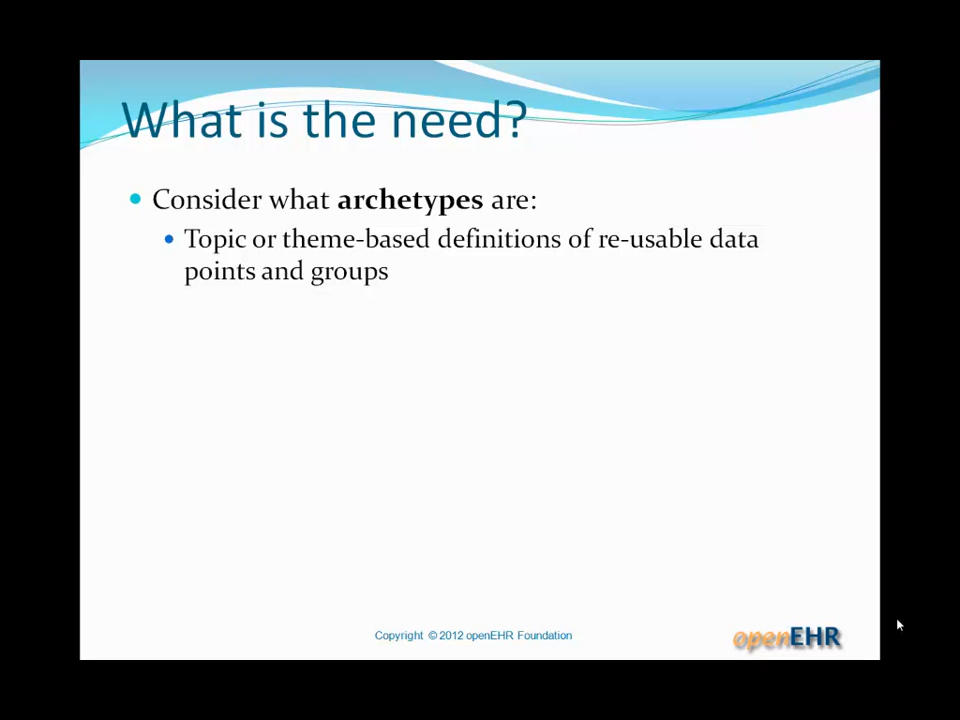 What is the need?
Consider what archetypes are:
Topic or theme-based definitions of re-usable data
points and groups
Copyright © 2012 openEHR Foundation
openEHR